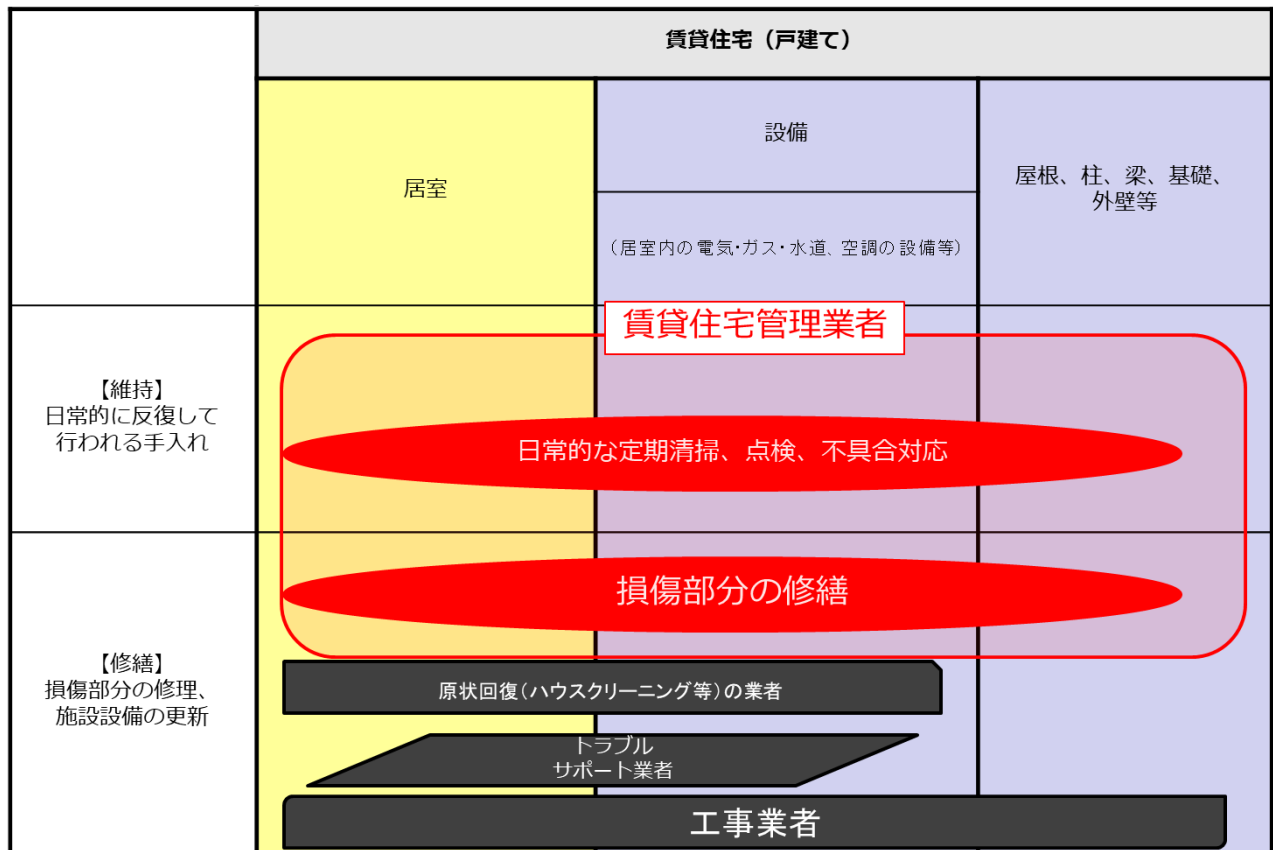 賃貸住宅（戸建て）
居室
設備
（居室内の電気・ガス・水道、空調の設備等）
屋根、柱、梁、基礎、
外壁等
賃貸住宅管理業者
【維持】
日常的に反復して
行われる手入れ
日常的な定期清掃、点検、不具合対応
損傷部分の修繕
【修繕】
損傷部分の修理、
施設設備の更新
原状回復（ハウスクリーニング等）の業者
トラブル
サポート業者
工事業者